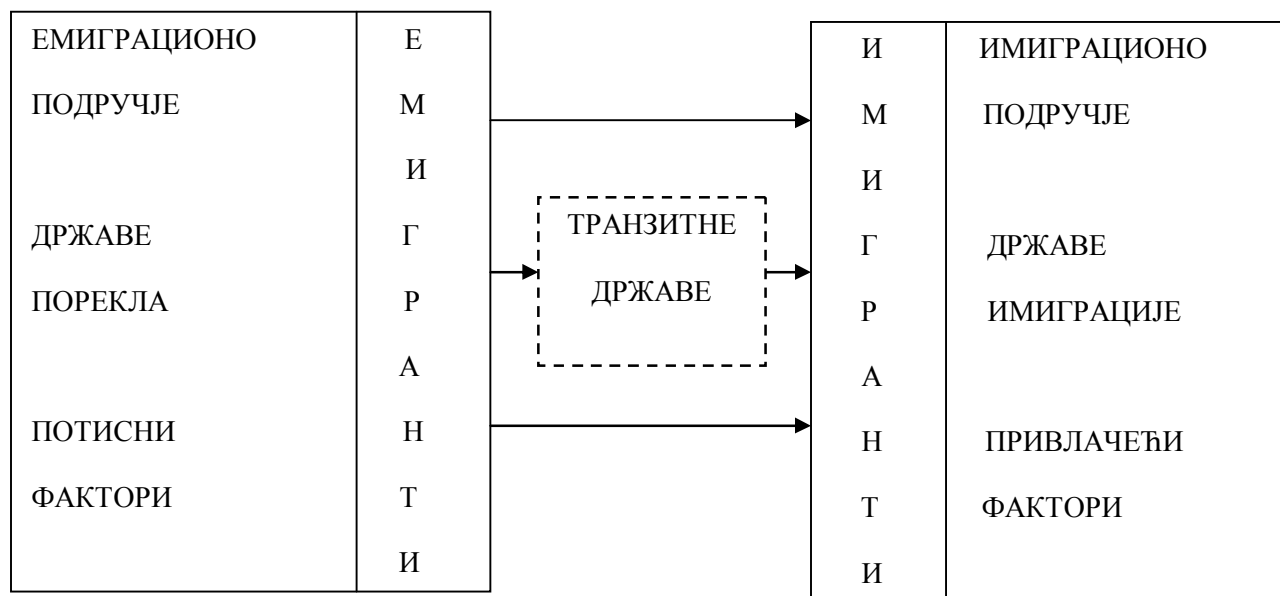 ЕМИГРАЦИОНО
ПОДРУЧЈЕ
ДРЖАВЕ
ПОРЕКЛА
ПОТИСНИ
ФАКТОРИ
Е
М
И
Г
Р
А
Н
Т
И
ТРАНЗИТНЕ
ДРЖАВЕ
И
М
И
Г
Р
А
Н
Т
И
ИМИГРАЦИОНО
ПОДРУЧЈЕ
ДРЖАВЕ
ИМИГРАЦИЈЕ
ПРИВЛАЧЕЋИ
ФАКТОРИ